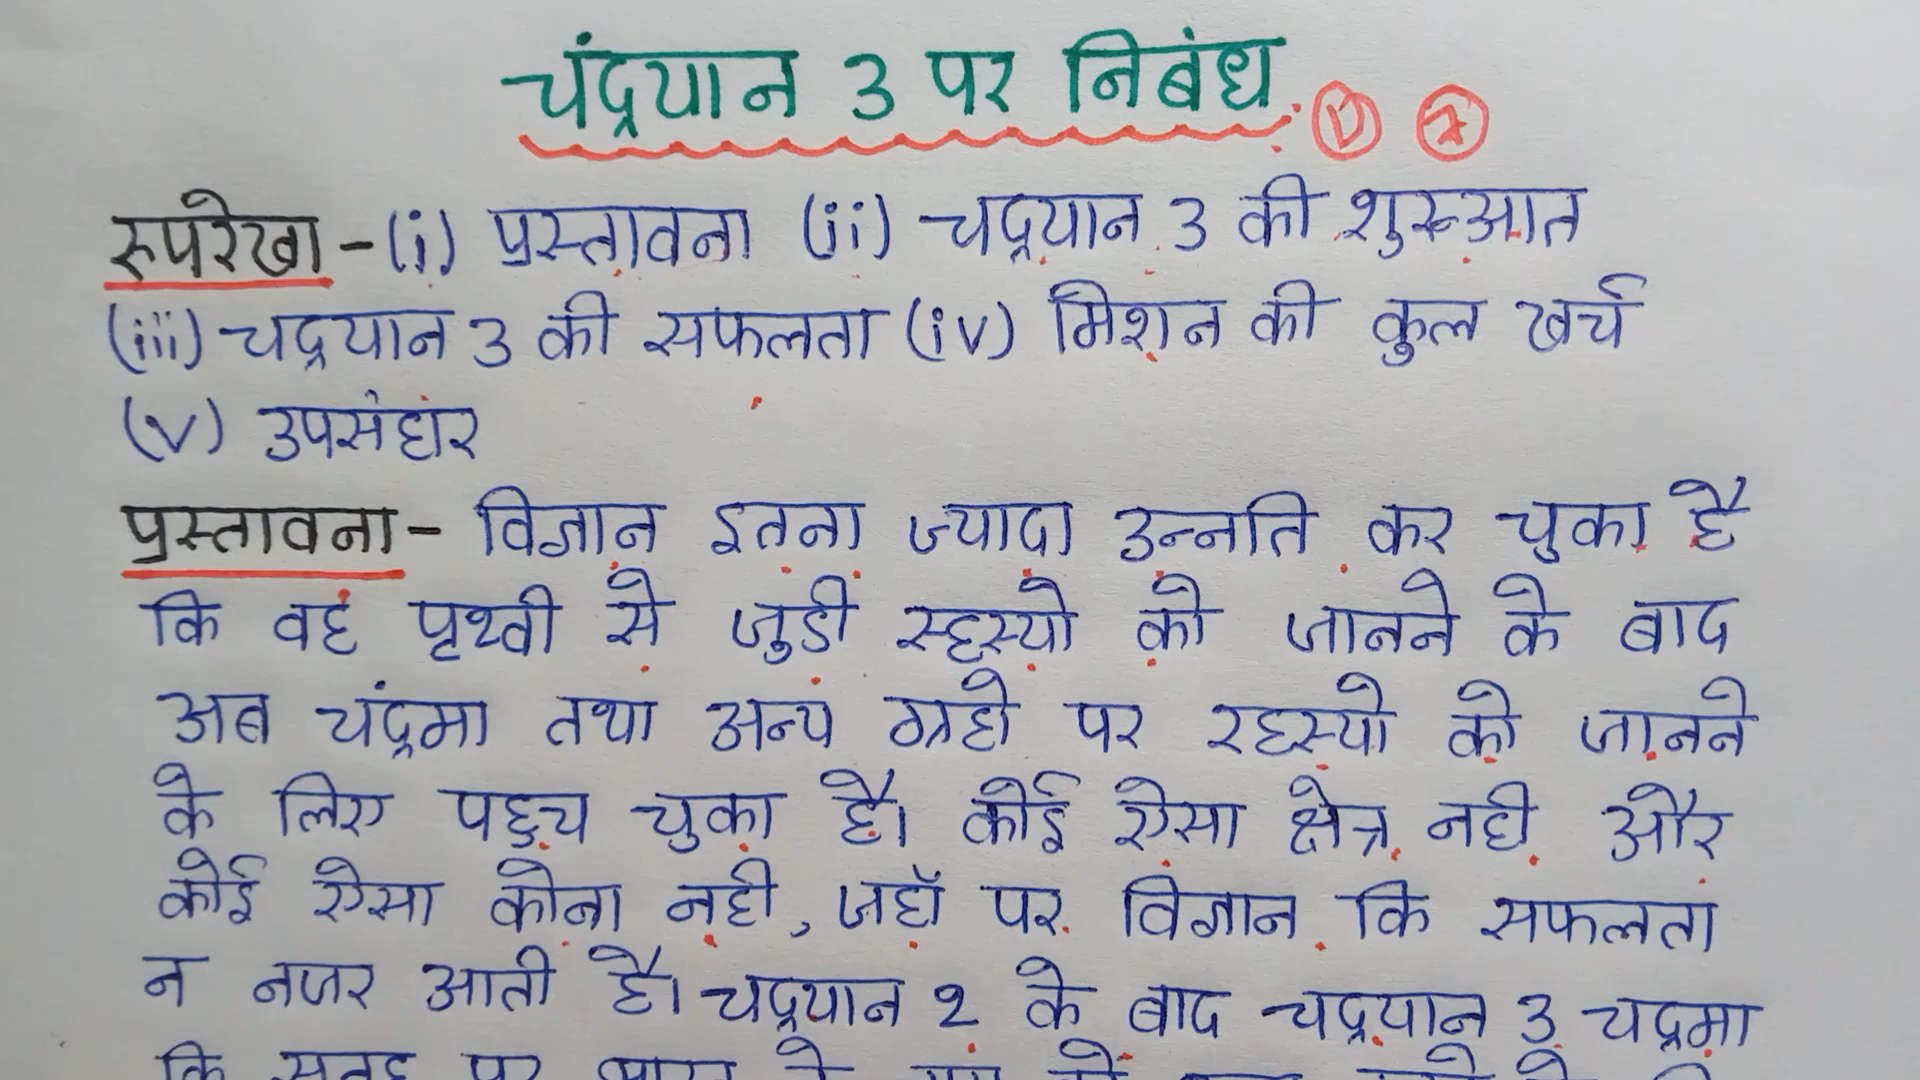 चंद्रयान 3 पर निबंध
रुपरेखा - (i) प्रस्तावना (ii) चद्रयान 3 की शुरुआत
(iii) चद्रयान 3 की सफलता (iv) मिशन की कुल खर्च
(v) उपसंहार
प्रस्तावना - विज्ञान इतना ज्यादा उन्नति कर चुका है
कि वह पृथ्वी से जुडी रहस्यो को जानने के बाद
अब चंद्रमा तथा अन्य ग्रहो पर रहस्यो को जानने
के लिए पहुच चुका है। कोई ऐसा क्षेत्र नही और
कोई ऐसा कोना नही, जहाॅ पर विज्ञान कि सफलता
न नजर आती है। चद्रयान 2 के बाद चद्रयान 3 चद्रमा
कि सतह पर